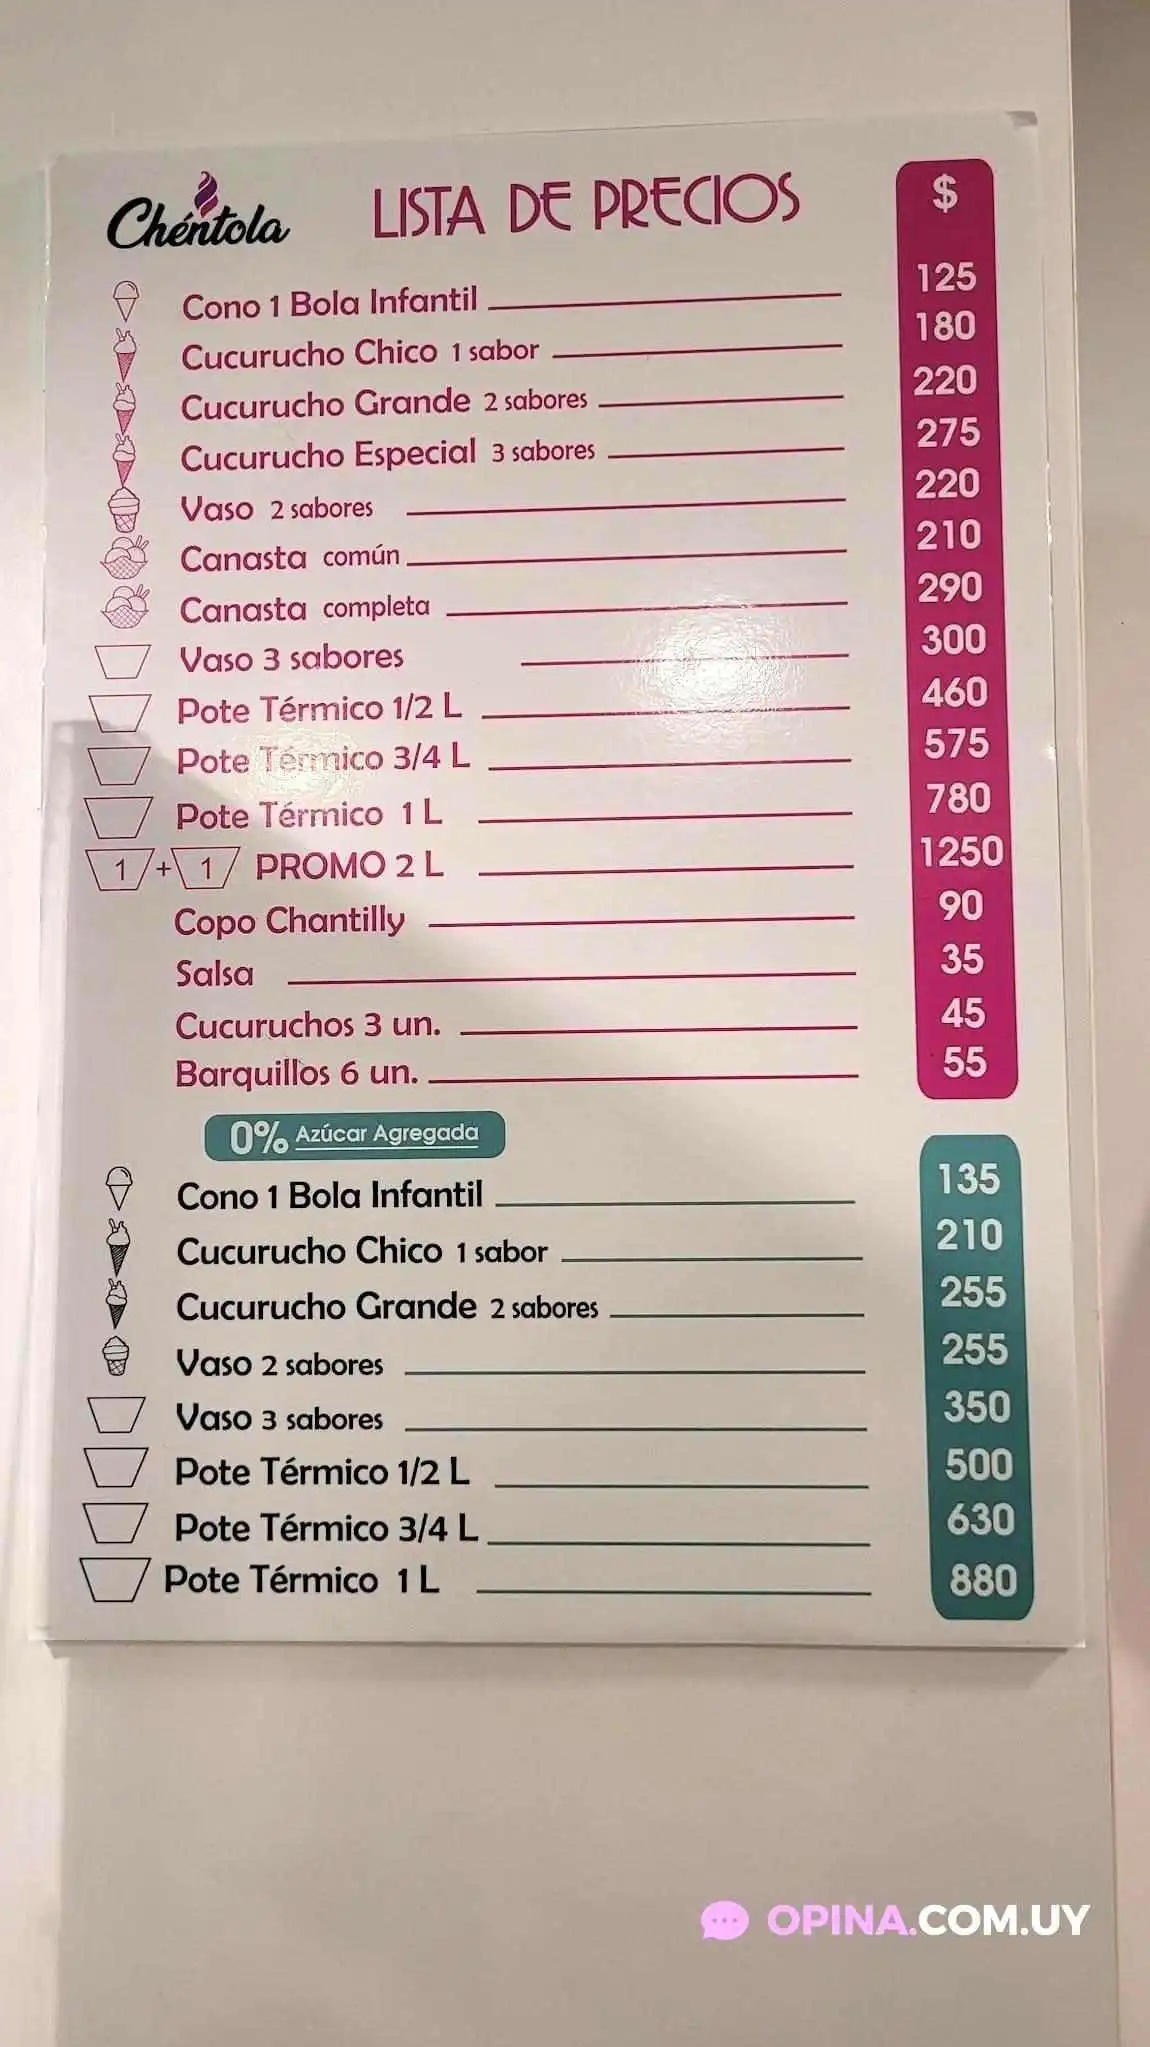 Chéntola
LISTA DE PRECIOS $
Cono 1 Bola Infantil 125
Cucurucho Chico 1 sabor 180
Cucurucho Grande 2 sabores 220
Cucurucho Especial 3 sabores 275
Vaso 2 sabores 220
Canasta común 210
Canasta completa 290
Vaso 3 sabores 300
Pote Térmico 1/2 L 460
Pote Térmico 3/4 L 575
Pote Térmico 1 L 780
1 + 1 PROMO 2 L 1250
Copo Chantilly 90
Salsa 35
Cucuruchos 3 un. 45
Barquillos 6 un. 55
0% Azúcar Agregada
Cono 1 Bola Infantil 135
Cucurucho Chico 1 sabor 210
Cucurucho Grande 2 sabores 255
Vaso 2 sabores 255
Vaso 3 sabores 350
Pote Térmico 1/2 L 500
Pote Térmico 3/4 L 630
Pote Térmico 1 L 880
OPINA.COM.UY